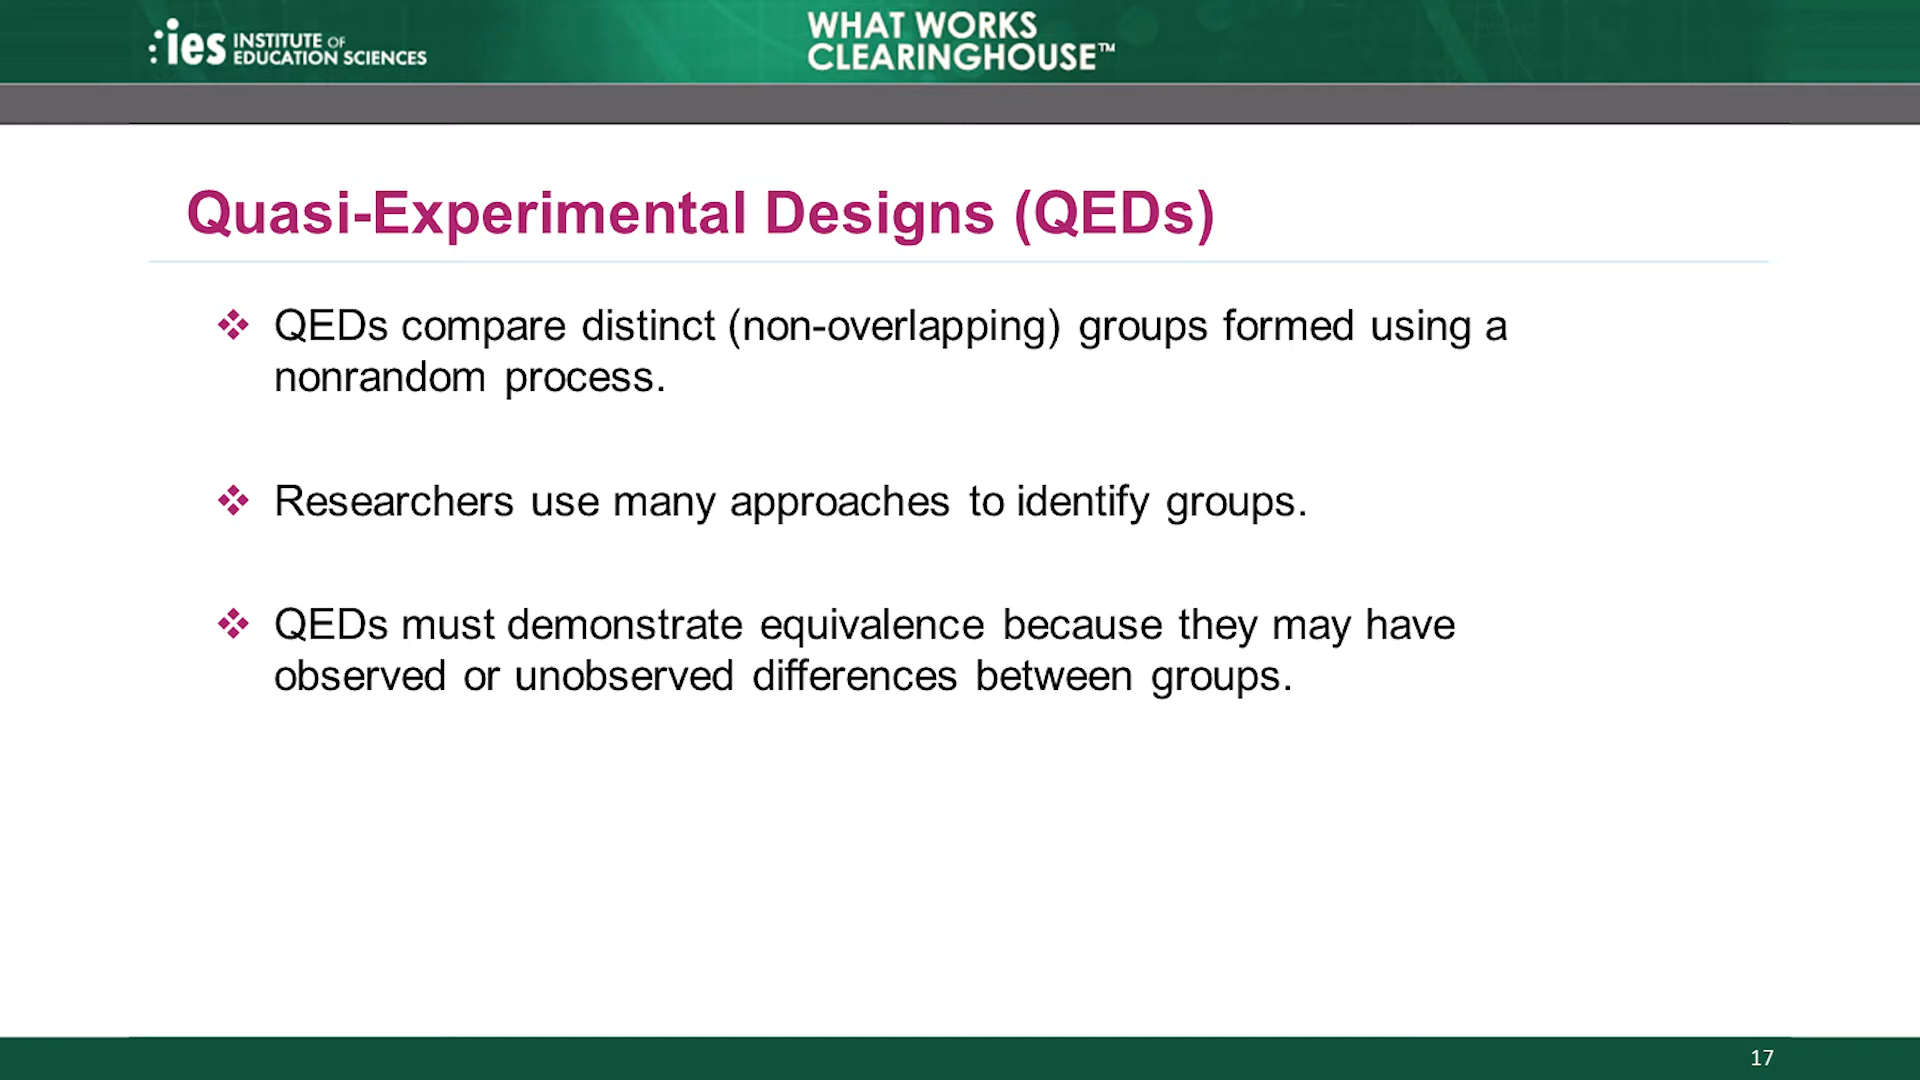 ies INSTITUTE OF
EDUCATION SCIENCES
WHAT WORKS
CLEARINGHOUSE™
Quasi-Experimental Designs (QEDs)
❖ QEDs compare distinct (non-overlapping) groups formed using a
nonrandom process.
❖ Researchers use many approaches to identify groups.
❖ QEDs must demonstrate equivalence because they may have
observed or unobserved differences between groups.
17